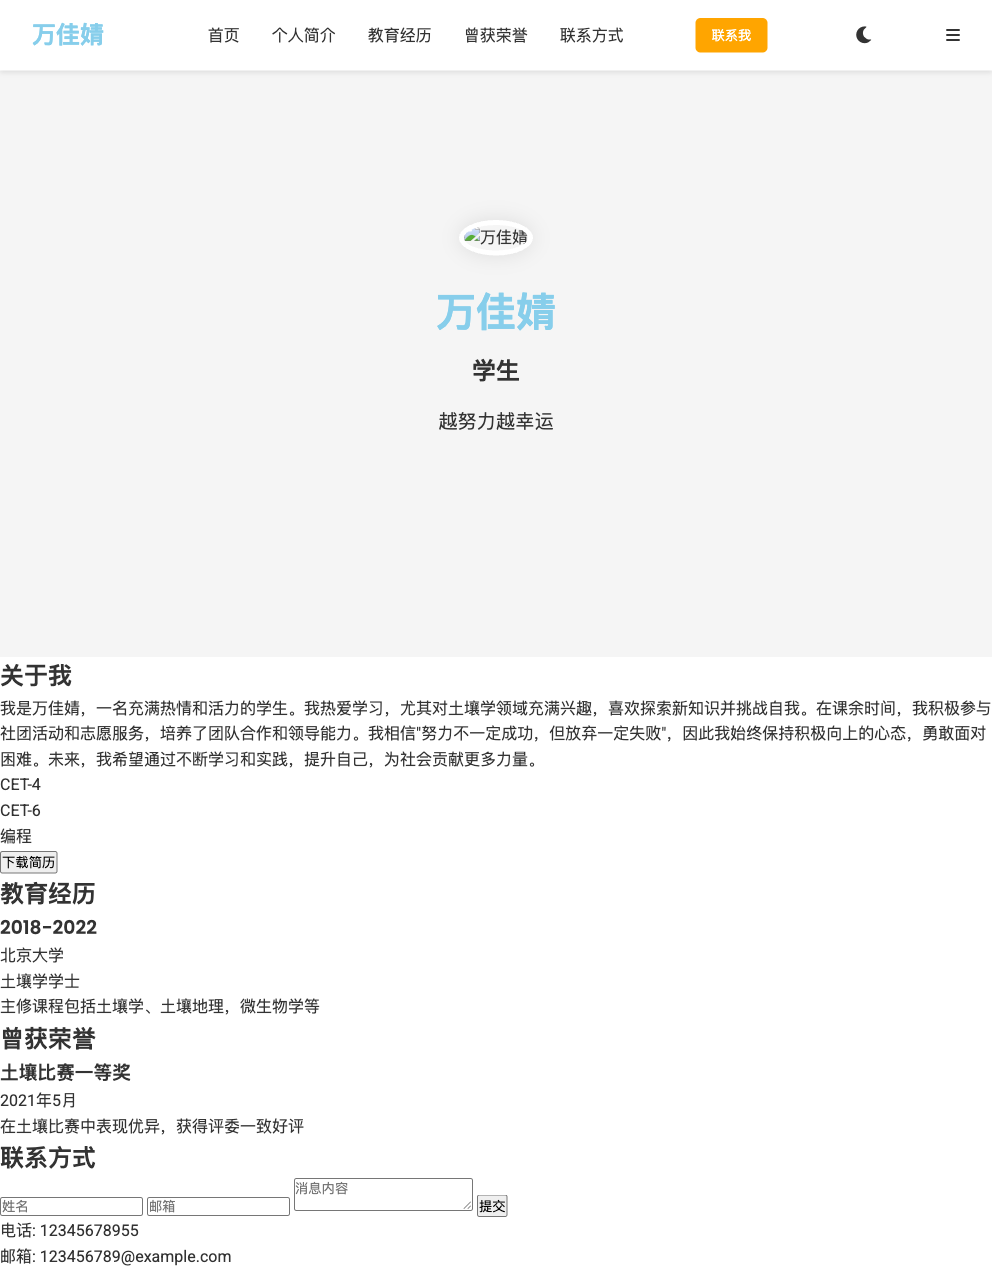 万佳婧
首页 个人简介 教育经历 曾获荣誉 联系方式 联系我
万佳婧
万佳婧
学生
越努力越幸运
关于我
我是万佳婧，一名充满热情和活力的学生。我热爱学习，尤其对土壤学领域充满兴趣，喜欢探索新知识并挑战自我。在课余时间，我积极参与
社团活动和志愿服务，培养了团队合作和领导能力。我相信"努力不一定成功，但放弃一定失败"，因此我始终保持积极向上的心态，勇敢面对
困难。未来，我希望通过不断学习和实践，提升自己，为社会贡献更多力量。
CET-4
CET-6
编程
下载简历
教育经历
2018-2022
北京大学
土壤学学士
主修课程包括土壤学、土壤地理，微生物学等
曾获荣誉
土壤比赛一等奖
2021年5月
在土壤比赛中表现优异，获得评委一致好评
联系方式
姓名 邮箱 消息内容 提交
电话: 12345678955
邮箱: 123456789@example.com